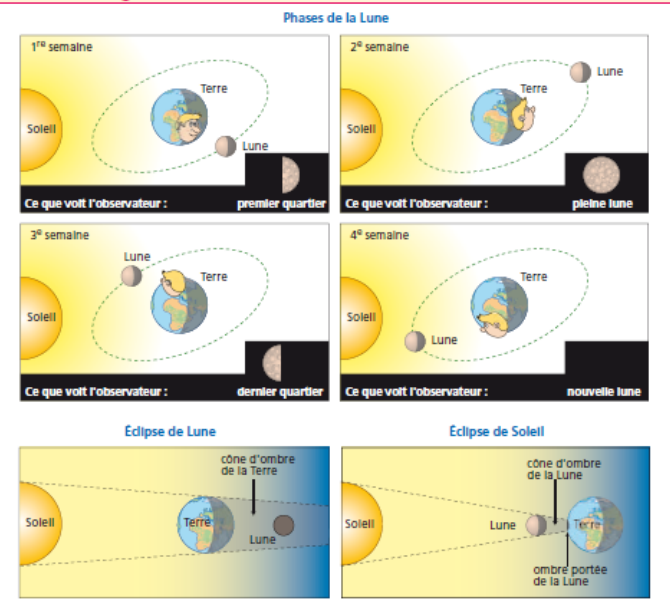 Phases de la Lune
1re semaine
Terre
Soleil
Lune
Ce que voit l'observateur : premier quartier
2e semaine
Lune
Terre
Soleil
Ce que voit l'observateur : pleine lune
3e semaine
Lune
Terre
Soleil
Ce que voit l'observateur : dernier quartier
4e semaine
Terre
Soleil
Lune
Ce que voit l'observateur : nouvelle lune
Éclipse de Lune
cône d'ombre
de la Terre
Soleil
Terre
Lune
Éclipse de Soleil
cône d'ombre
de la Lune
Soleil
Lune
Terre
ombre portée
de la Lune